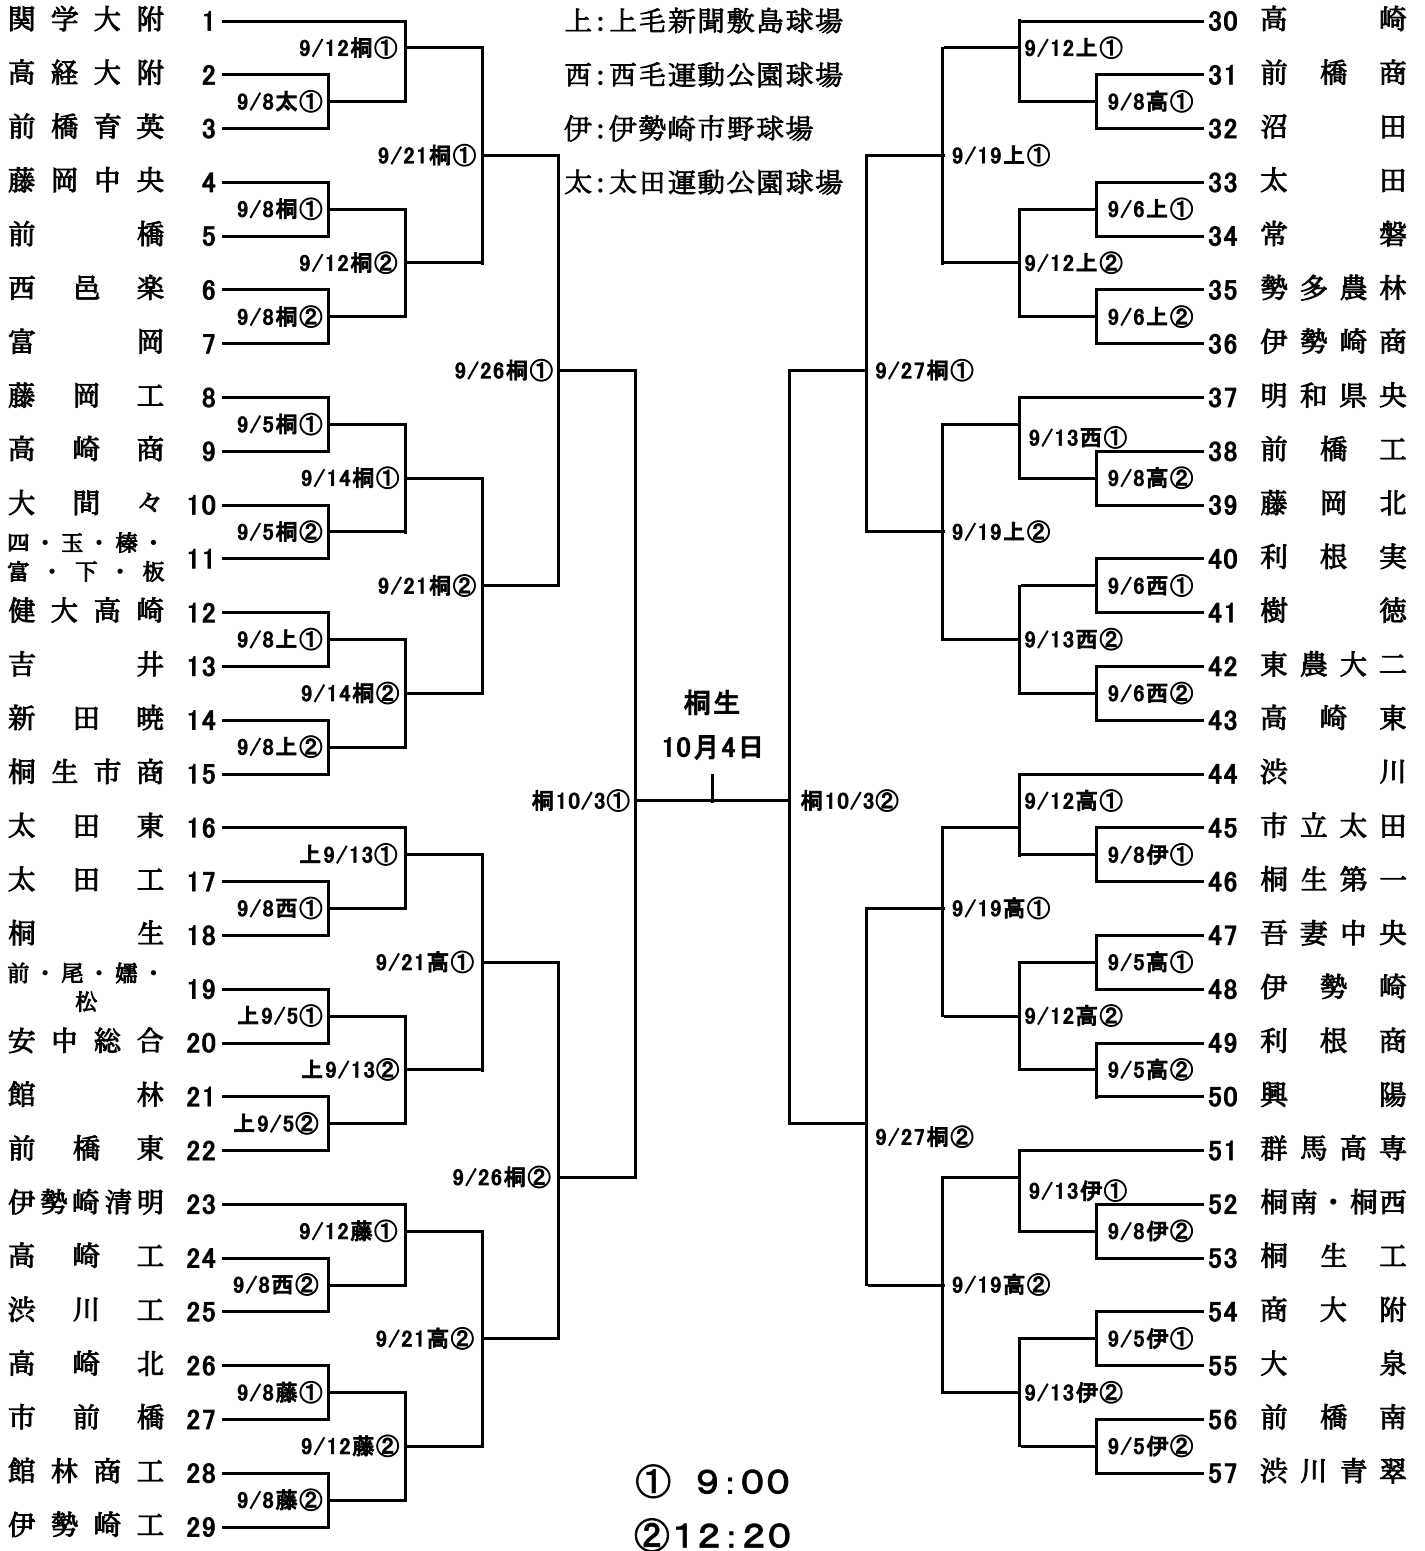 上:上毛新聞敷島球場
西:西毛運動公園球場
伊:伊勢崎市野球場
太:太田運動公園球場
関学大附 1
9/12桐①
高経大附 2
9/8太①
前橋育英 3
9/21桐①
藤岡中央 4
9/8桐①
前橋 5
9/12桐②
西邑楽 6
9/8桐②
富岡 7
9/26桐①
藤岡工 8
9/5桐①
高崎商 9
9/14桐①
大間々 10
9/5桐②
四・玉・榛・
富・下・板
11
9/21桐②
健大高崎 12
9/8上①
吉井 13
9/14桐②
新田暁 14
9/8上②
桐生市商 15
桐10/3①
太田東 16
上9/13①
太田工 17
9/8西①
桐生 18
9/21高①
前・尾・嬬・
松
19
上9/5①
安中総合 20
上9/13②
館林 21
上9/5②
前橋東 22
9/26桐②
伊勢崎清明 23
9/12藤①
高崎工 24
9/8西②
渋川工 25
9/21高②
高崎北 26
9/8藤①
市前橋 27
9/12藤②
館林商工 28
9/8藤②
伊勢崎工 29
桐生
10月4日
30 高崎
9/12上①
31 前橋商
9/8高①
32 沼田
9/19上①
33 太田
9/6上①
34 常磐
9/12上②
35 勢多農林
9/6上②
36 伊勢崎商
9/27桐①
37 明和県央
9/13西①
38 前橋工
9/8高②
39 藤岡北
9/19上②
40 利根実
9/6西①
41 樹徳
9/13西②
42 東農大二
9/6西②
43 高崎東
桐10/3②
44 渋川
9/12高①
45 市立太田
9/8伊①
46 桐生第一
9/19高①
47 吾妻中央
9/5高①
48 伊勢崎
9/12高②
49 利根商
9/5高②
50 興陽
9/27桐②
51 群馬高専
9/13伊①
52 桐南・桐西
9/8伊②
53 桐生工
9/19高②
54 商大附
9/5伊①
55 大泉
9/13伊②
56 前橋南
9/5伊②
57 渋川青翠
① 9:00
②12:20